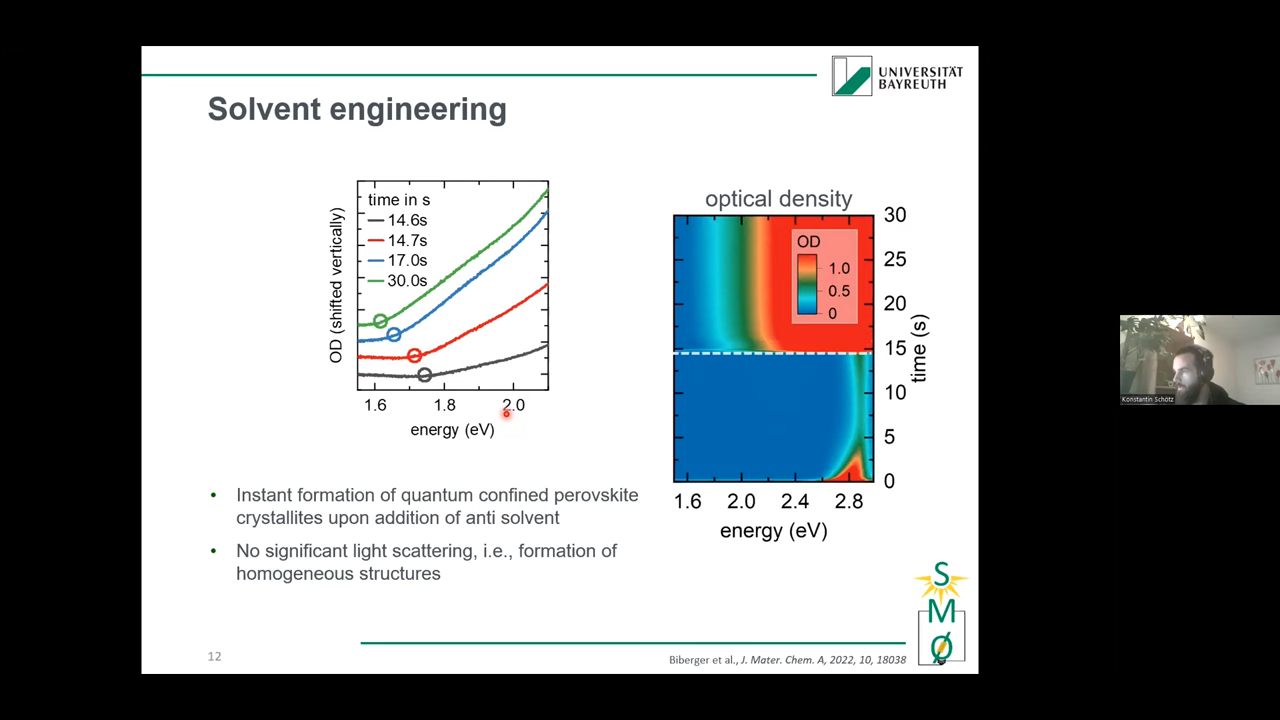 UNIVERSITÄT
BAYREUTH
Solvent engineering
time in s
14.6s
14.7s
17.0s
30.0s
OD (shifted vertically)
1.6
1.8
2.0
energy (eV)
optical density
OD
1.0
0.5
0
30
25
20
15
10
5
0
time (s)
1.6
2.0
2.4
2.8
energy (eV)
• Instant formation of quantum confined perovskite
crystallites upon addition of anti solvent
• No significant light scattering, i.e., formation of
homogeneous structures
S
M
Ø
12
Biberger et al., J. Mater. Chem. A, 2022, 10, 18038
Konstantin Schötz